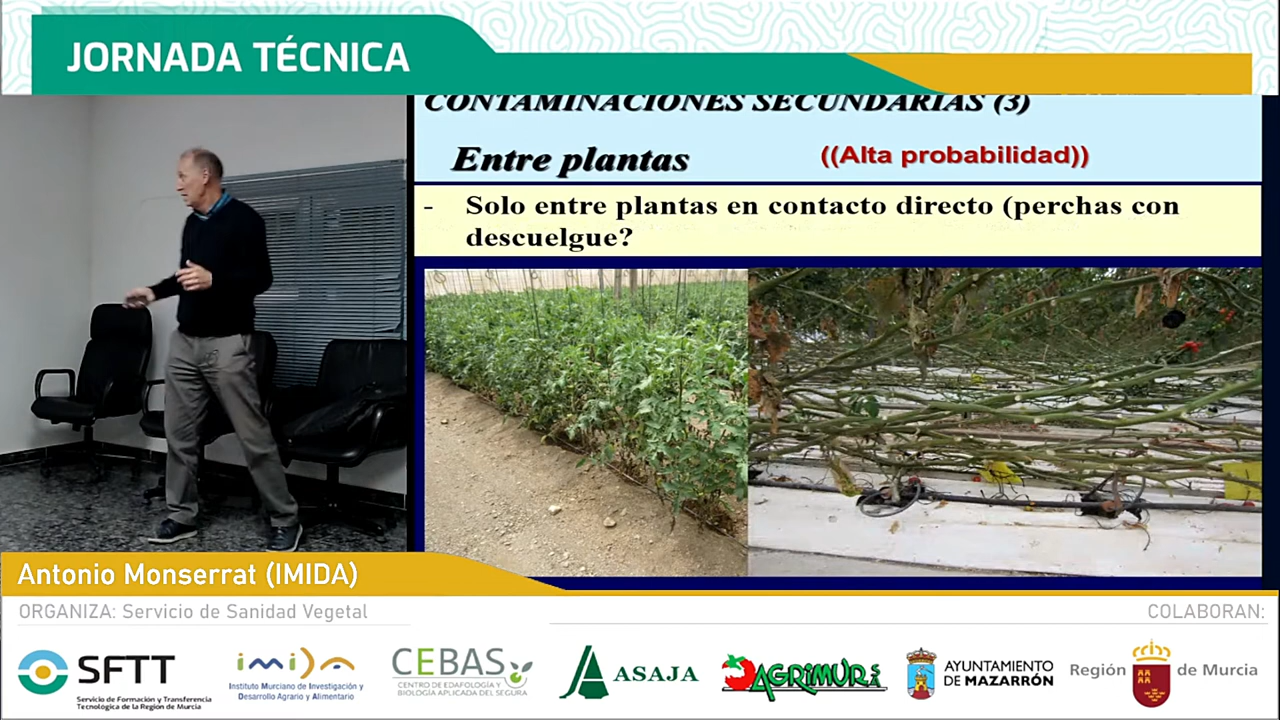 JORNADA TÉCNICA
CONTAMINACIONES SECUNDARIAS (3)
Entre plantas
((Alta probabilidad))
- Solo entre plantas en contacto directo (perchas con
descuelgue?
Antonio Monserrat (IMIDA)
ORGANIZA: Servicio de Sanidad Vegetal
COLABORAN:
SFTT
Servicio de Formación y Transferencia
Tecnológica de la Región de Murcia
imida
Instituto Murciano de Investigación y
Desarrollo Agrario y Alimentario
CEBAS
CENTRO DE EDAFOLOGÍA Y
BIOLOGÍA APLICADA DEL SEGURA
ASAJA
AGRIMUR
AYUNTAMIENTO
DE MAZARRÓN
Región de Murcia